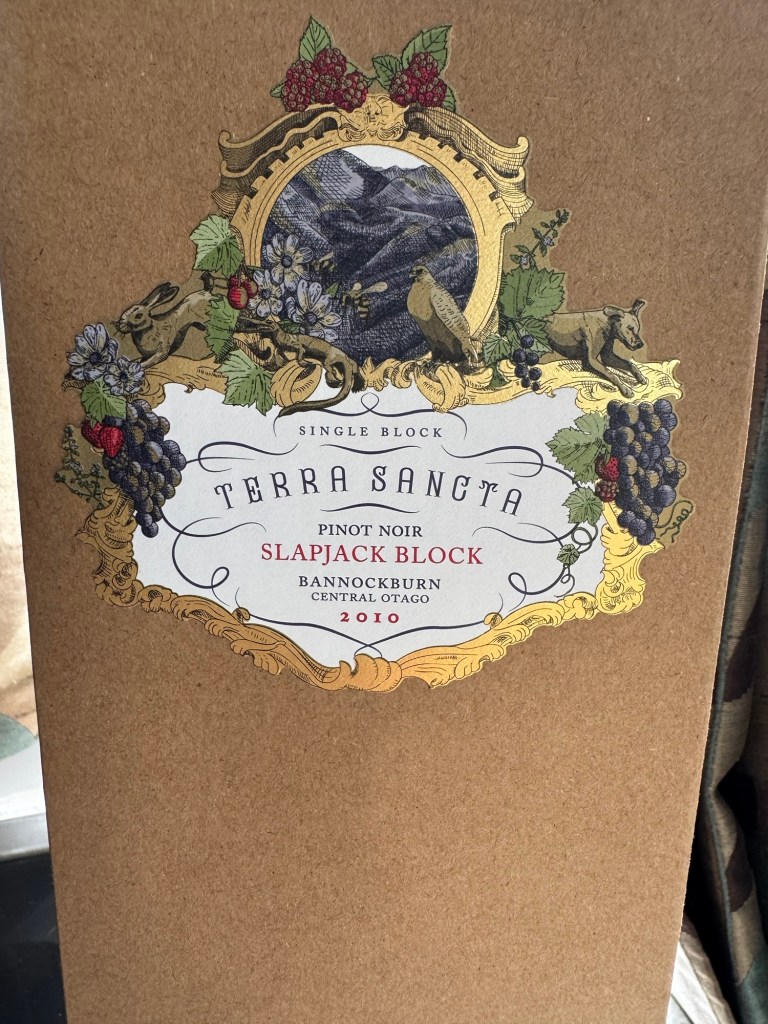 SINGLE BLOCK
TERRA SANCTA
PINOT NOIR
SLAPJACK BLOCK
BANNOCKBURN
CENTRAL OTAGO
2010